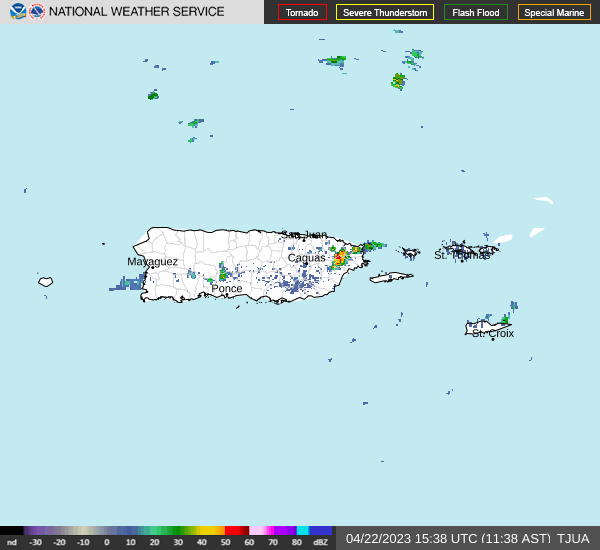 NATIONAL WEATHER SERVICE
Tornado
Severe Thunderstorm
Flash Flood
Special Marine
San Juan
Mayaguez
Caguas
St. Thomas
Ponce
St. Croix
nd -30 -20 -10 0 10 20 30 40 50 60 70 80 dBZ
04/22/2023 15:38 UTC (11:38 AST) TJUA